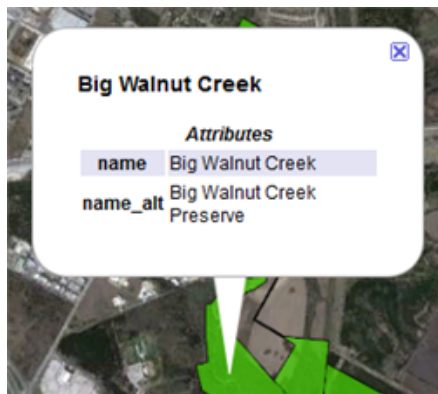 Big Walnut Creek
Attributes
name Big Walnut Creek
name_alt Big Walnut Creek
Preserve